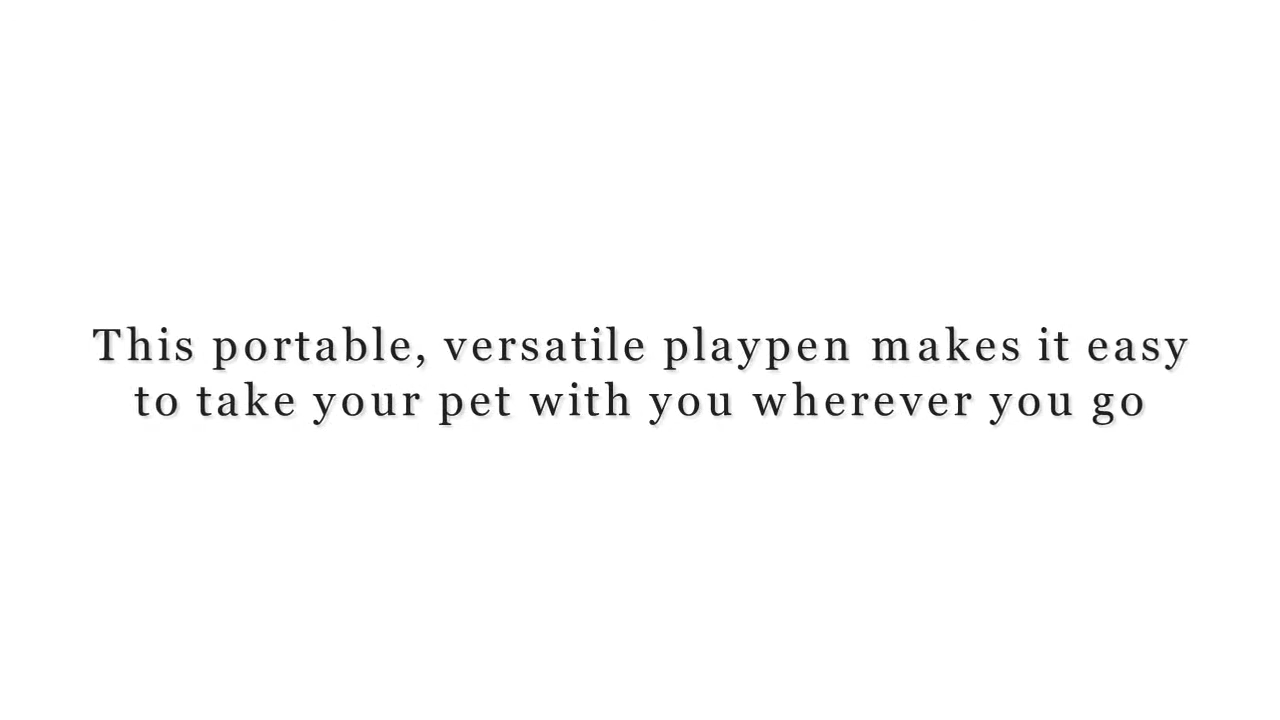 This portable, versatile playpen makes it easy
to take your pet with you wherever you go